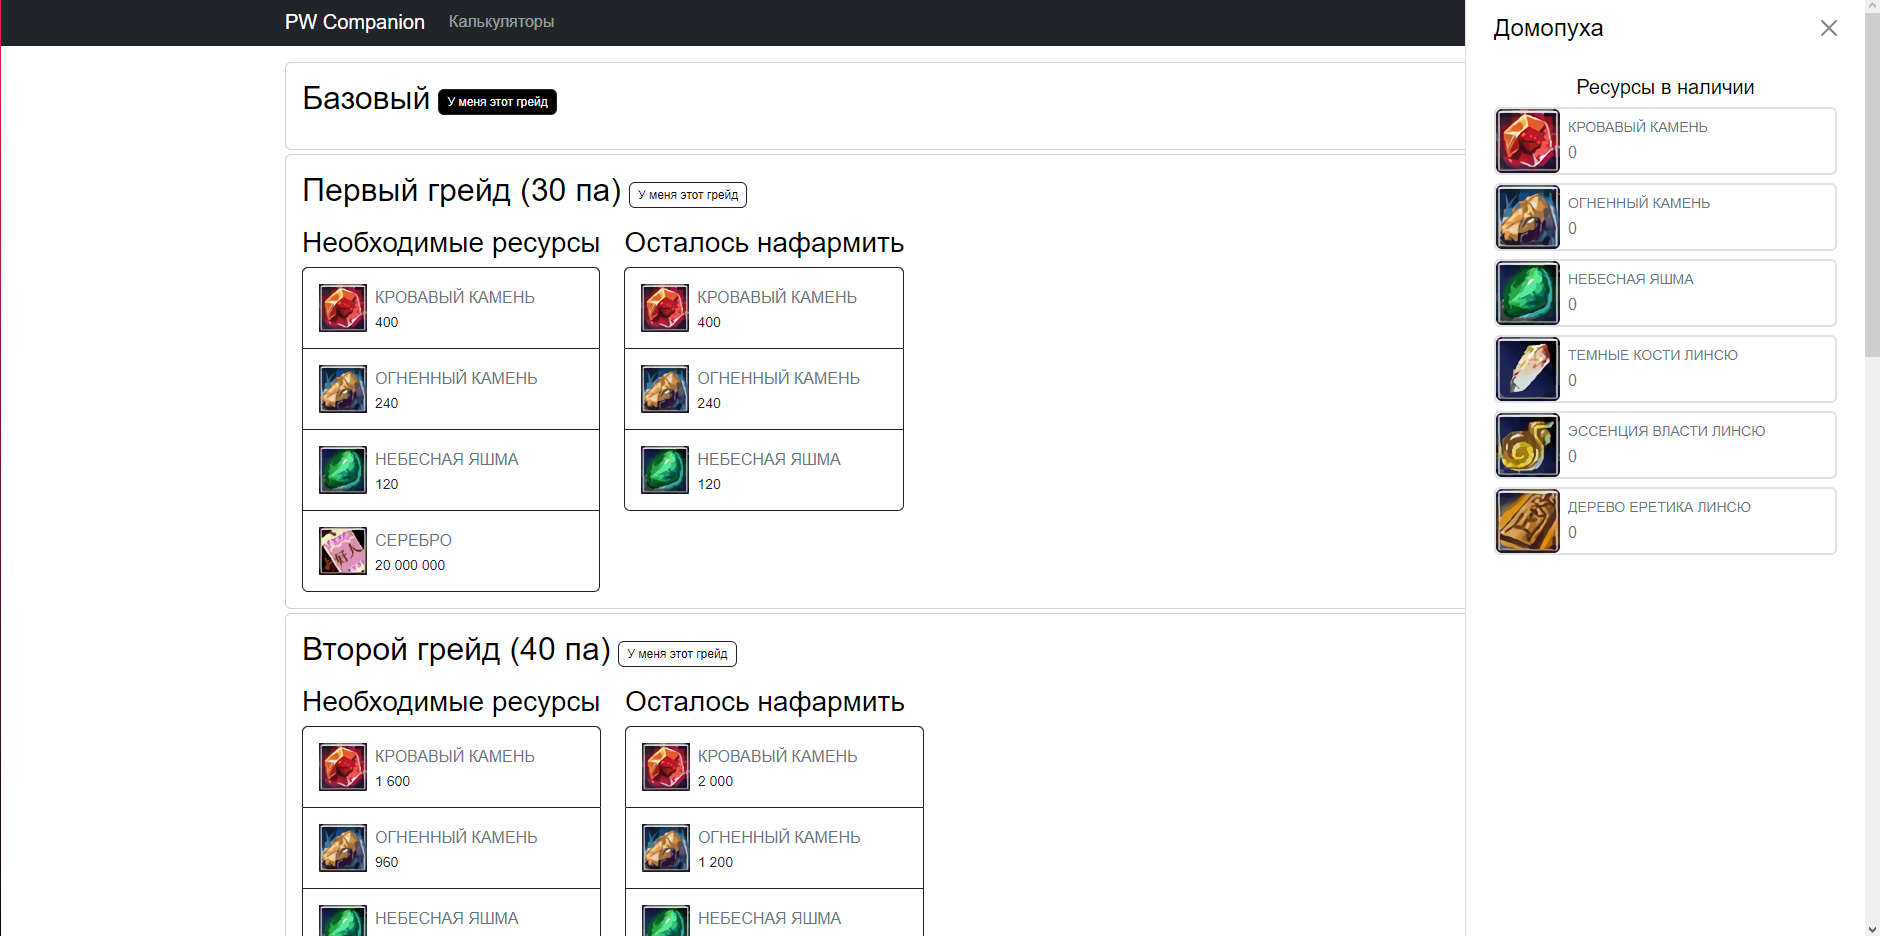 PW Companion Калькуляторы
Базовый У меня этот грейд
Первый грейд (30 па) У меня этот грейд
Необходимые ресурсы
КРОВАВЫЙ КАМЕНЬ
400
ОГНЕННЫЙ КАМЕНЬ
240
НЕБЕСНАЯ ЯШМА
120
СЕРЕБРО
20 000 000
Осталось нафармить
КРОВАВЫЙ КАМЕНЬ
400
ОГНЕННЫЙ КАМЕНЬ
240
НЕБЕСНАЯ ЯШМА
120
Второй грейд (40 па) У меня этот грейд
Необходимые ресурсы
КРОВАВЫЙ КАМЕНЬ
1 600
ОГНЕННЫЙ КАМЕНЬ
960
НЕБЕСНАЯ ЯШМА
Осталось нафармить
КРОВАВЫЙ КАМЕНЬ
2 000
ОГНЕННЫЙ КАМЕНЬ
1 200
НЕБЕСНАЯ ЯШМА
Домопуха
Ресурсы в наличии
КРОВАВЫЙ КАМЕНЬ
0
ОГНЕННЫЙ КАМЕНЬ
0
НЕБЕСНАЯ ЯШМА
0
ТЕМНЫЕ КОСТИ ЛИНСЮ
0
ЭССЕНЦИЯ ВЛАСТИ ЛИНСЮ
0
ДЕРЕВО ЕРЕТИКА ЛИНСЮ
0